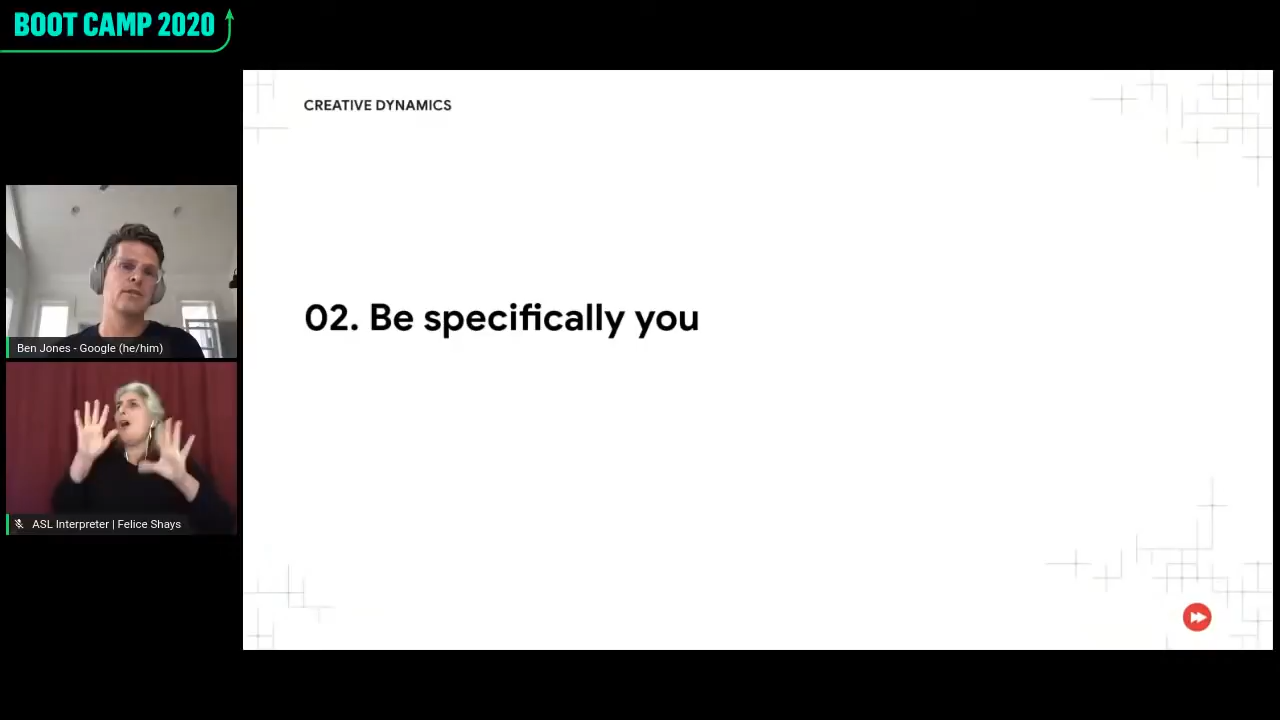 BOOT CAMP 2020
CREATIVE DYNAMICS
02. Be specifically you
Ben Jones - Google (he/him)
ASL Interpreter | Felice Shays